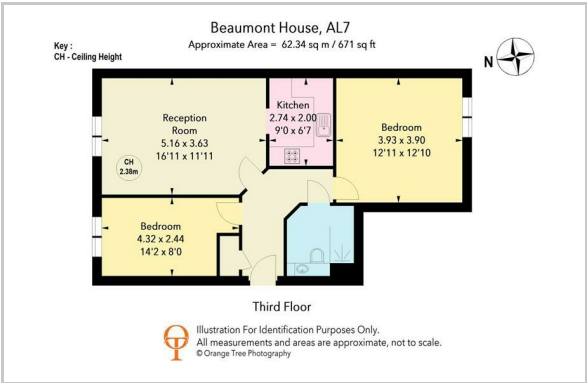 Beaumont House, AL7
Approximate Area = 62.34 sq m / 671 sq ft
Key :
CH - Ceiling Height
N
Reception
Room
5.16 x 3.63
16'11 x 11'11
CH
2.38m
Kitchen
2.74 x 2.00
9'0 x 6'7
Bedroom
3.93 x 3.90
12'11 x 12'10
Bedroom
4.32 x 2.44
14'2 x 8'0
Third Floor
Illustration For Identification Purposes Only.
All measurements and areas are approximate, not to scale.
© Orange Tree Photography